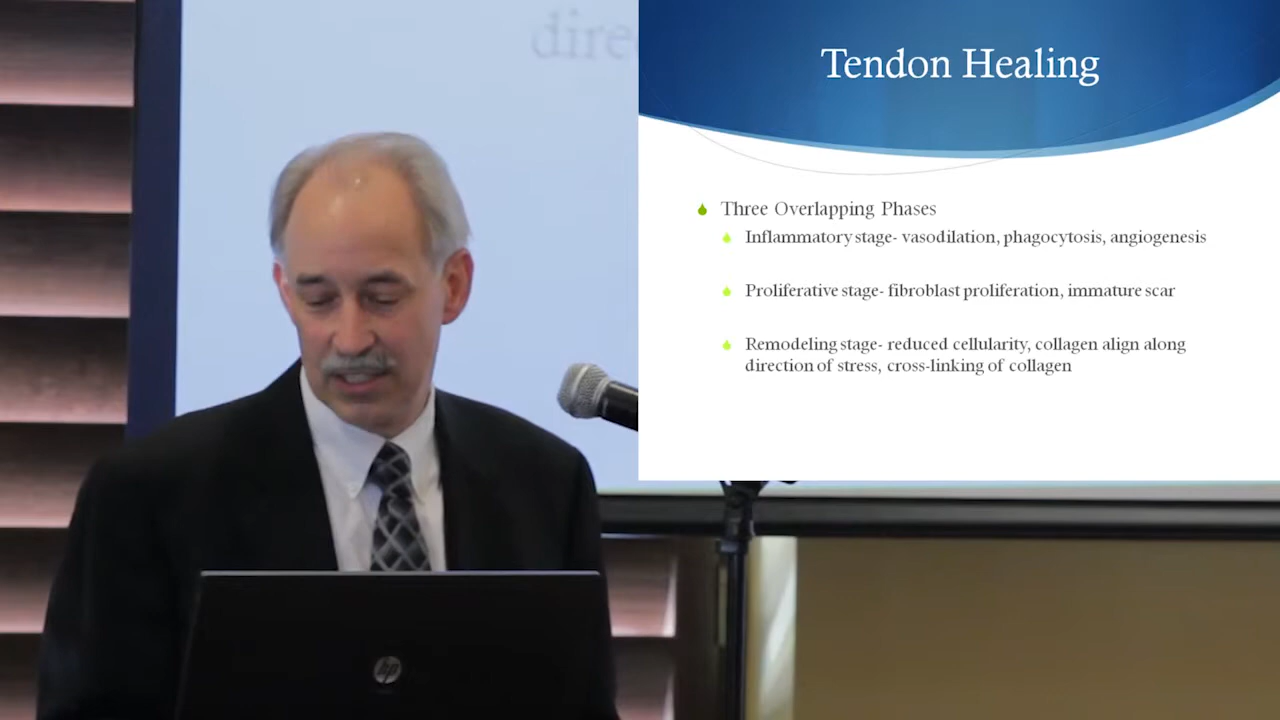 dire
Tendon Healing
Three Overlapping Phases
Inflammatory stage- vasodilation, phagocytosis, angiogenesis
Proliferative stage- fibroblast proliferation, immature scar
Remodeling stage- reduced cellularity, collagen align along
direction of stress, cross-linking of collagen
hp